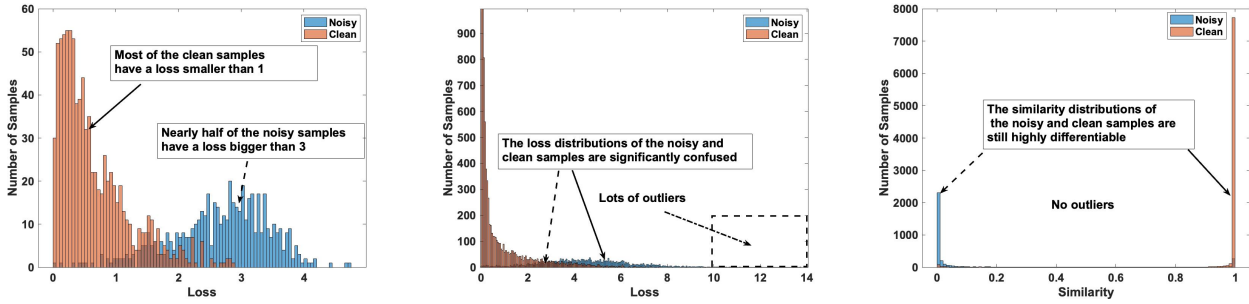 60
50
40
30
20
10
0
0
1
2
3
4
Number of Samples
Loss
Noisy
Clean
Most of the clean samples
have a loss smaller than 1
Nearly half of the noisy samples
have a loss bigger than 3
900
800
700
600
500
400
300
200
100
0
0
2
4
6
8
10
12
14
Number of Samples
Loss
Noisy
Clean
The loss distributions of the noisy and
clean samples are significantly confused
Lots of outliers
8000
7000
6000
5000
4000
3000
2000
1000
0
0
0.2
0.4
0.6
0.8
1
Number of Samples
Similarity
Noisy
Clean
The similarity distributions of
the noisy and clean samples are
still highly differentiable
No outliers